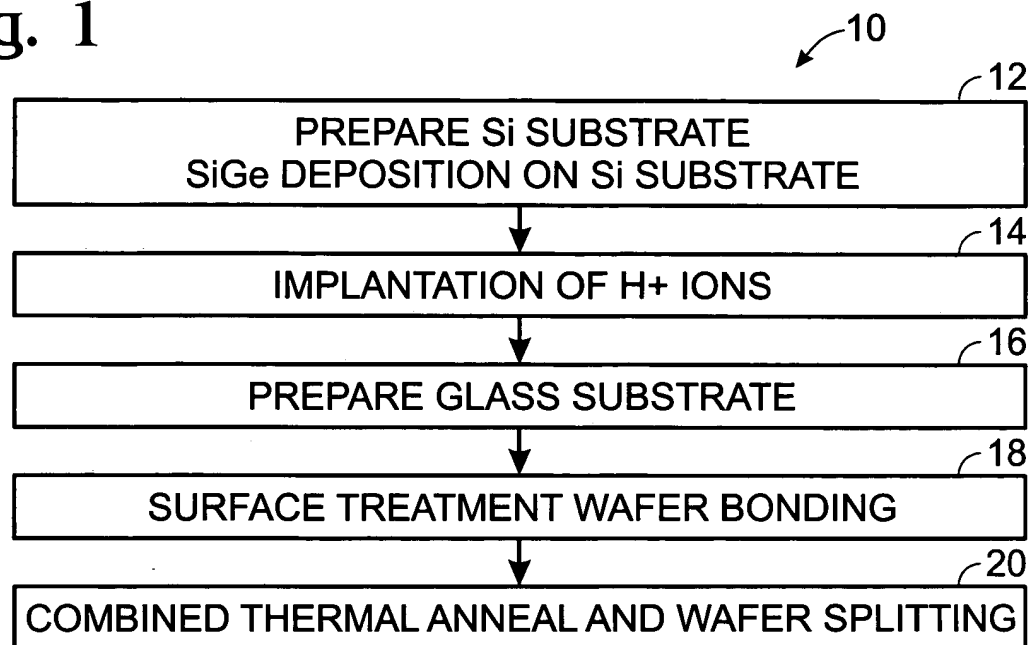 g. 1
10
12
PREPARE Si SUBSTRATE
SiGe DEPOSITION ON Si SUBSTRATE
14
IMPLANTATION OF H+ IONS
16
PREPARE GLASS SUBSTRATE
18
SURFACE TREATMENT WAFER BONDING
20
COMBINED THERMAL ANNEAL AND WAFER SPLITTING